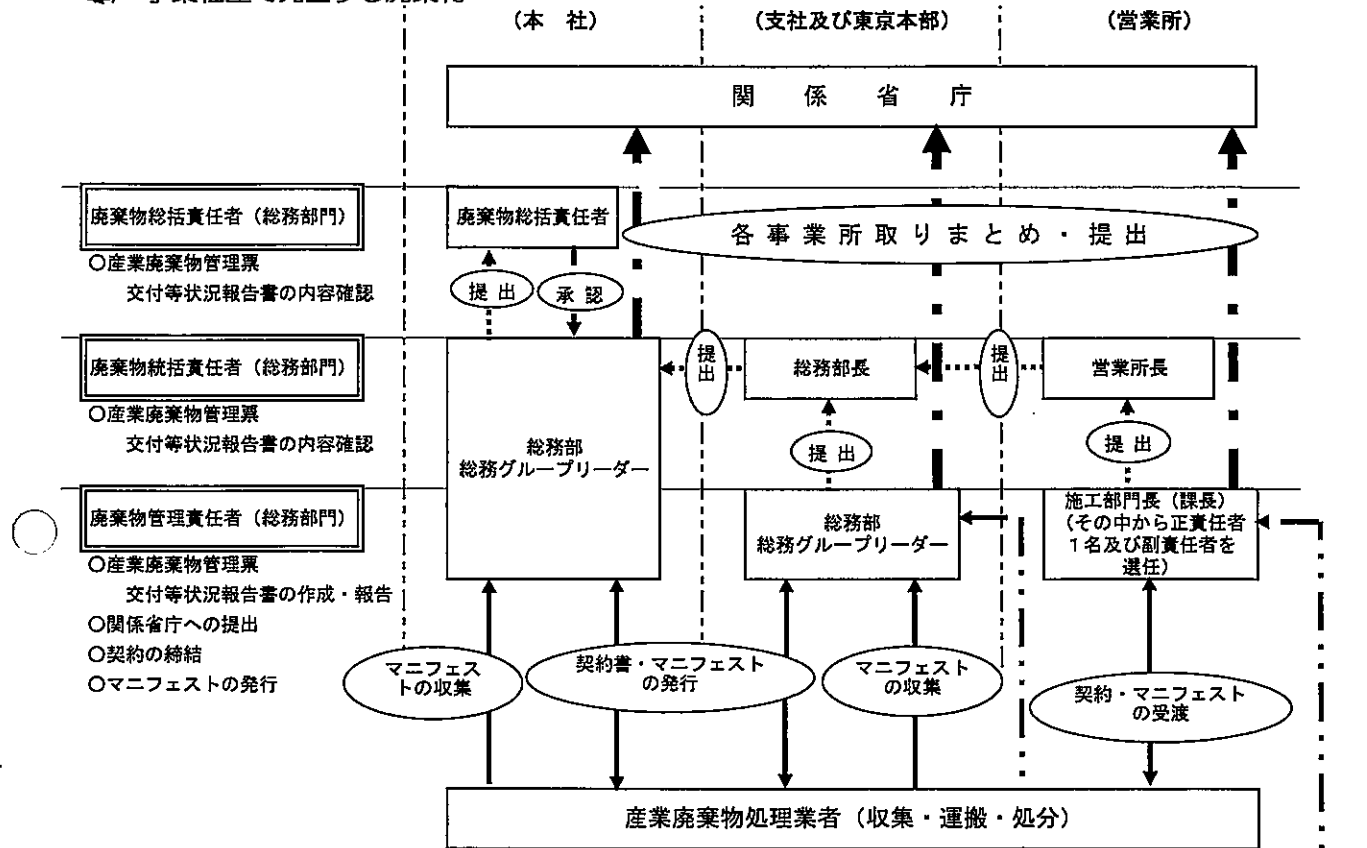 (本 社)
(支社及び東京本部)
(営業所)
関 係 省 庁
廃棄物総括責任者（総務部門）
○産業廃棄物管理票
交付等状況報告書の内容確認
廃棄物総括責任者
各 事 業 所 取 り ま と め ・ 提 出
提 出
承 認
廃棄物統括責任者（総務部門）
○産業廃棄物管理票
交付等状況報告書の内容確認
総務部
総務グループリーダー
提出
総務部長
提出
営業所長
提 出
提 出
廃棄物管理責任者（総務部門）
○産業廃棄物管理票
交付等状況報告書の作成・報告
○関係省庁への提出
○契約の締結
○マニフェストの発行
総務部
総務グループリーダー
施工部門長（課長）
（その中から正責任者
1名及び副責任者を
選任）
マニフェス
トの収集
契約書・マニフェスト
の発行
マニフェスト
の収集
契約・マニフェスト
の受渡
産業廃棄物処理業者（収集・運搬・処分）